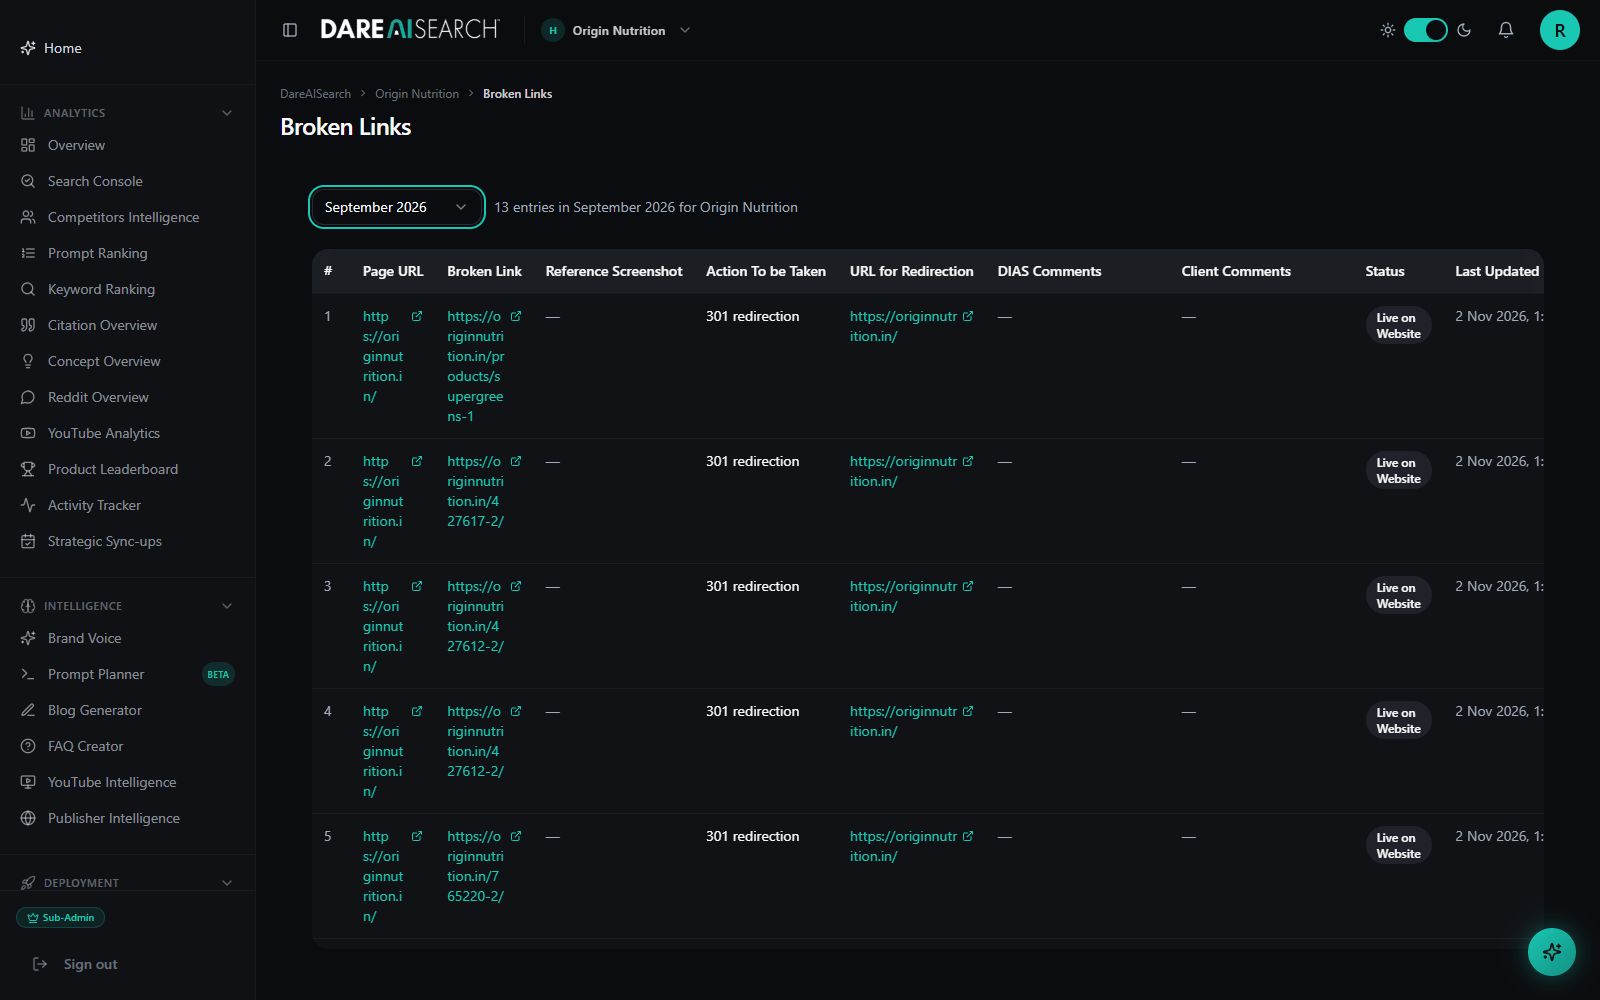 Home
DARE AI SEARCH
H
Origin Nutrition
R
ANALYTICS
Overview
Search Console
Competitors Intelligence
Prompt Ranking
Keyword Ranking
Citation Overview
Concept Overview
Reddit Overview
YouTube Analytics
Product Leaderboard
Activity Tracker
Strategic Sync-ups
INTELLIGENCE
Brand Voice
Prompt Planner
BETA
Blog Generator
FAQ Creator
YouTube Intelligence
Publisher Intelligence
DEPLOYMENT
Sub-Admin
Sign out
DareAISearch > Origin Nutrition > Broken Links
Broken Links
September 2026
13 entries in September 2026 for Origin Nutrition
# Page URL Broken Link Reference Screenshot Action To be Taken URL for Redirection DIAS Comments Client Comments Status Last Updated
1 http https://o — 301 redirection https://originnutr — — Live on 2 Nov 2026, 1:
s://ori riginnutri ition.in/ Website
ginnut tion.in/pr
rition.i oducts/s
n/ upergree
ns-1
2 http https://o — 301 redirection https://originnutr — — Live on 2 Nov 2026, 1:
s://ori riginnutri ition.in/ Website
ginnut tion.in/4
rition.i 27617-2/
n/
3 http https://o — 301 redirection https://originnutr — — Live on 2 Nov 2026, 1:
s://ori riginnutri ition.in/ Website
ginnut tion.in/4
rition.i 27612-2/
n/
4 http https://o — 301 redirection https://originnutr — — Live on 2 Nov 2026, 1:
s://ori riginnutri ition.in/ Website
ginnut tion.in/4
rition.i 27612-2/
n/
5 http https://o — 301 redirection https://originnutr — — Live on 2 Nov 2026, 1:
s://ori riginnutri ition.in/ Website
ginnut tion.in/7
rition.i 65220-2/
n/